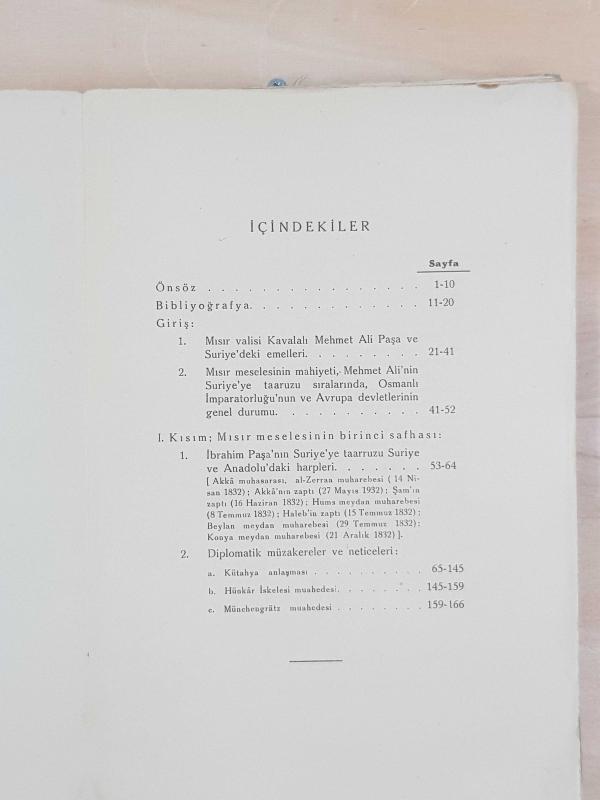 İÇİNDEKİLER
Sayfa
Önsöz . . . . . . . . . . . . . . . . 1-10
Bibliyoğrafya. . . . . . . . . . . . . 11-20
Giriş:
1. Mısır valisi Kavalalı Mehmet Ali Paşa ve
Suriye'deki emelleri. . . . . . . . . 21-41
2. Mısır meselesinin mahiyeti, Mehmet Ali'nin
Suriye'ye taaruzu sıralarında, Osmanlı
İmparatorluğu'nun ve Avrupa devletlerinin
genel durumu. . . . . . . . . . . 41-52
I. Kısım; Mısır meselesinin birinci safhası:
1. İbrahim Paşa'nın Suriye'ye taaruzu Suriye
ve Anadolu'daki harpleri. . . . . . . 53-64
[ Akkâ muhasarası, al-Zerraa muharebesi ( 14 Ni-
san 1832) ; Akkâ'nın zaptı (27 Mayıs 1932) ; Şam'ın
zaptı (16 Haziran 1832) ; Hums meydan muharebesi
(8 Temmuz 1832) ; Haleb'in zaptı (15 Temmuz 1832) ;
Beylan meydan muharebesi (29 Temmuz 1832);
Konya meydan muharebesi (21 Aralık 1832) ].
2. Diplomatik müzakereler ve neticeleri:
a. Kütahya anlaşması . . . . . . . . . . 65-145
b. Hünkâr İskelesi muahedesi. . . . . . . 145-159
c. Münchengrätz muahedesi . . . . . . . . 159-166